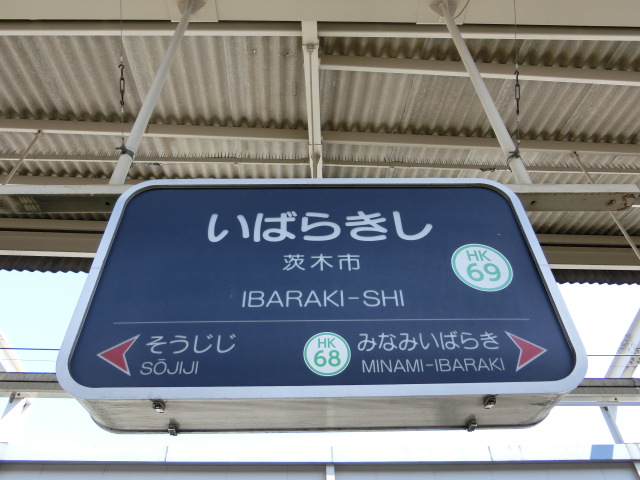 いばらきし
茨木市
HK
69
IBARAKI-SHI
そうじじ
SŌJIJI
HK
68
みなみいばらき
MINAMI-IBARAKI